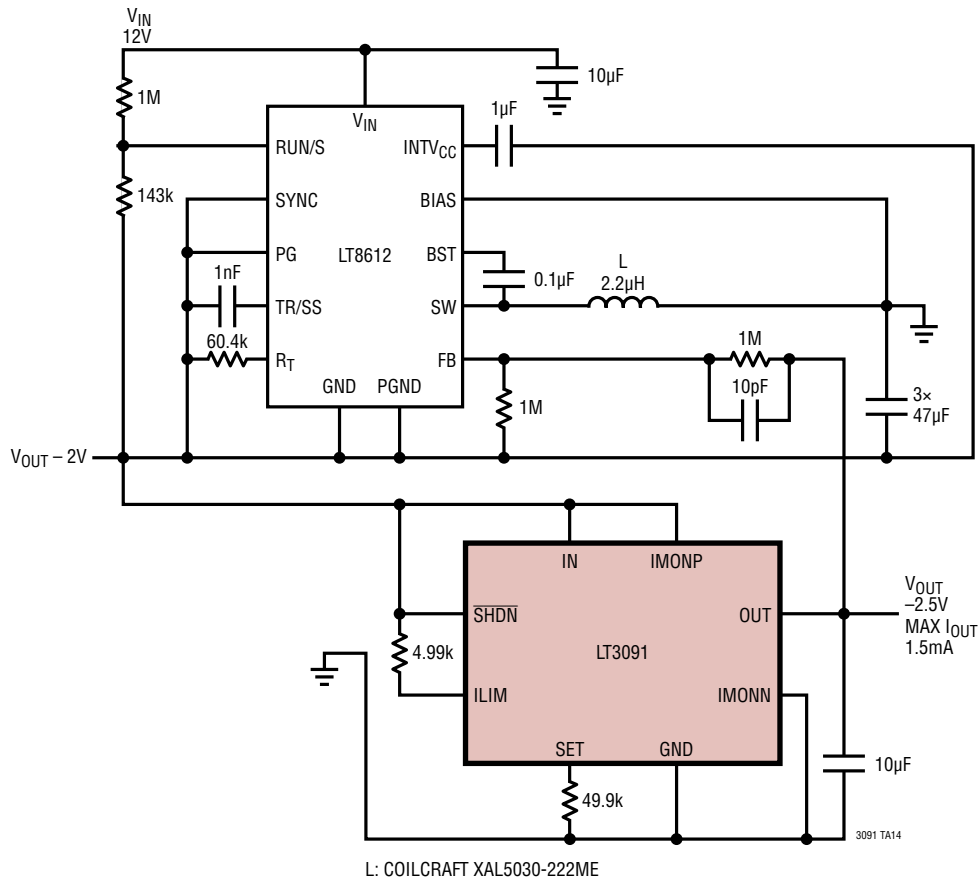 VIN
12V
10µF
1M
1µF
VIN
RUN/S
INTVCC
143k
SYNC
BIAS
PG
LT8612
BST
L
1nF
0.1µF
2.2µH
TR/SS
SW
60.4k
1M
RT
FB
GND
PGND
10pF
1M
3×
47µF
VOUT – 2V
IN
IMONP
VOUT
–2.5V
MAX IOUT
1.5mA
SHDN
OUT
4.99k
LT3091
ILIM
IMONN
SET
GND
10µF
49.9k
3091 TA14
L: COILCRAFT XAL5030-222ME